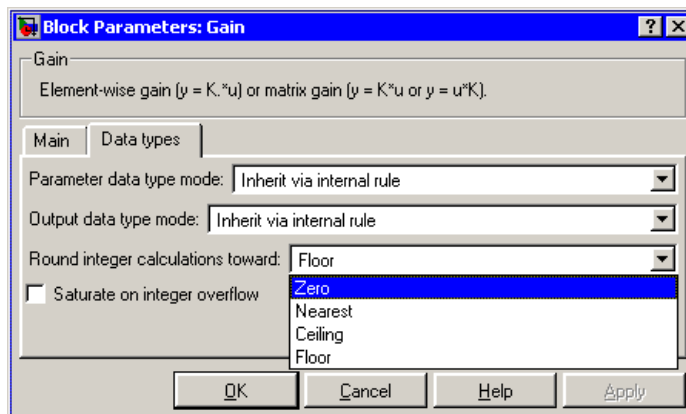 Block Parameters: Gain
Gain
Element-wise gain (y = K.*u) or matrix gain (y = K*u or y = u*K).
Main Data types
Parameter data type mode: Inherit via internal rule
Output data type mode: Inherit via internal rule
Round integer calculations toward: Floor
Saturate on integer overflow
Zero
Nearest
Ceiling
Floor
OK Cancel Help Apply